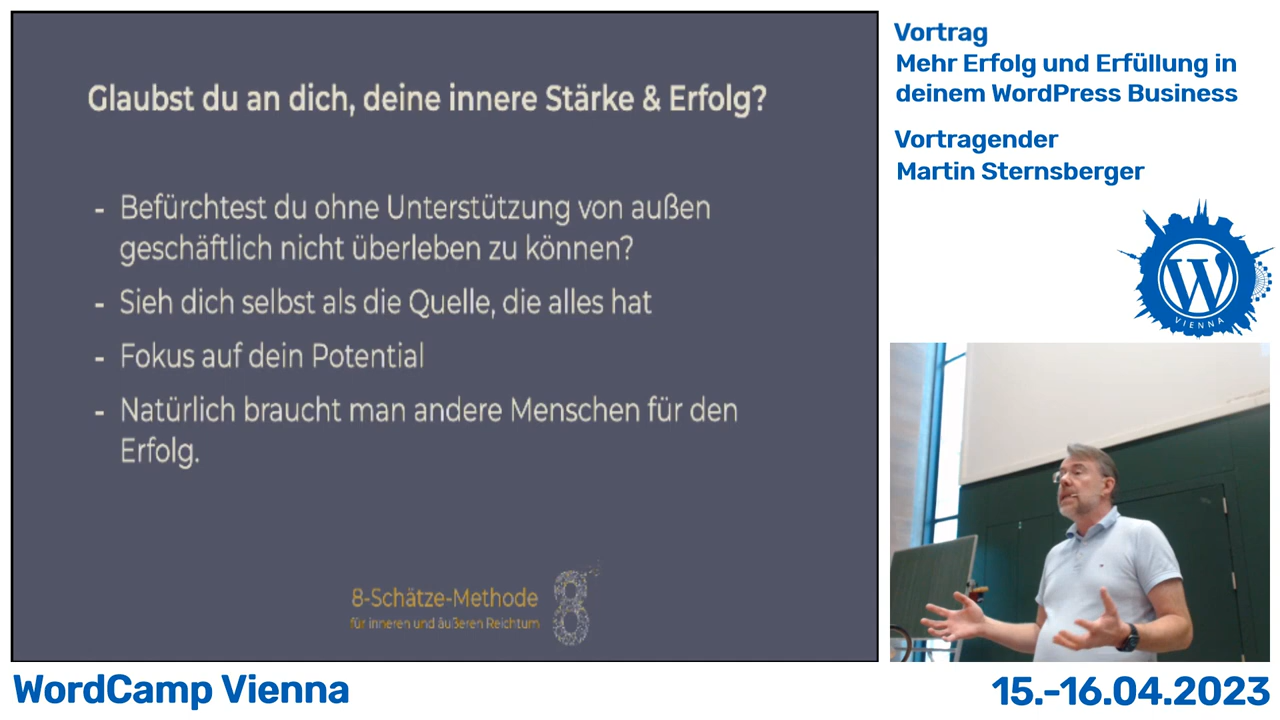 Glaubst du an dich, deine innere Stärke & Erfolg?
- Befürchtest du ohne Unterstützung von außen
geschäftlich nicht überleben zu können?
- Sieh dich selbst als die Quelle, die alles hat
- Fokus auf dein Potential
- Natürlich braucht man andere Menschen für den
Erfolg.
8-Schätze-Methode
für inneren und äußeren Reichtum
8
Vortrag
Mehr Erfolg und Erfüllung in
deinem WordPress Business
Vortragender
Martin Sternsberger
W
VIENNA
WordCamp Vienna
15.-16.04.2023